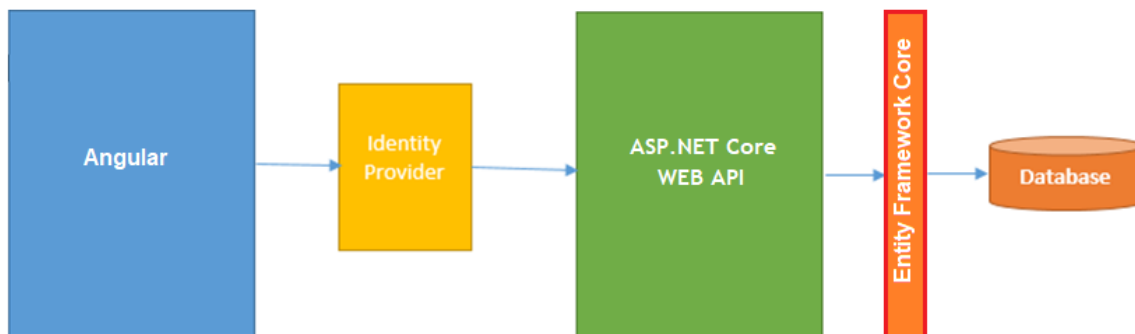 Angular
Identity
Provider
ASP.NET Core
WEB API
Entity Framework Core
Database